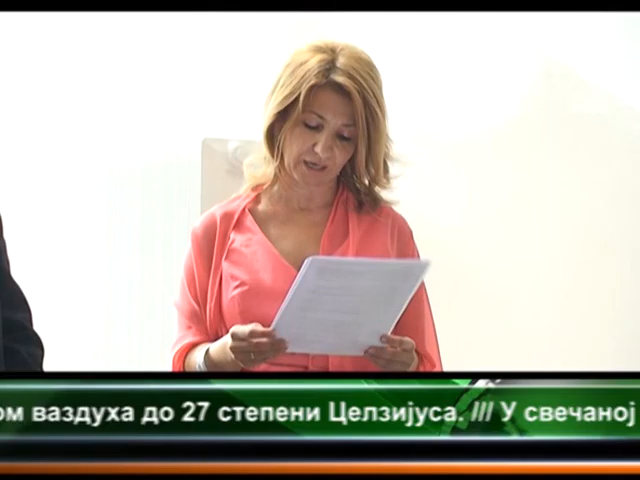 ом ваздуха до 27 степени Целзијуса. /// У свечаној